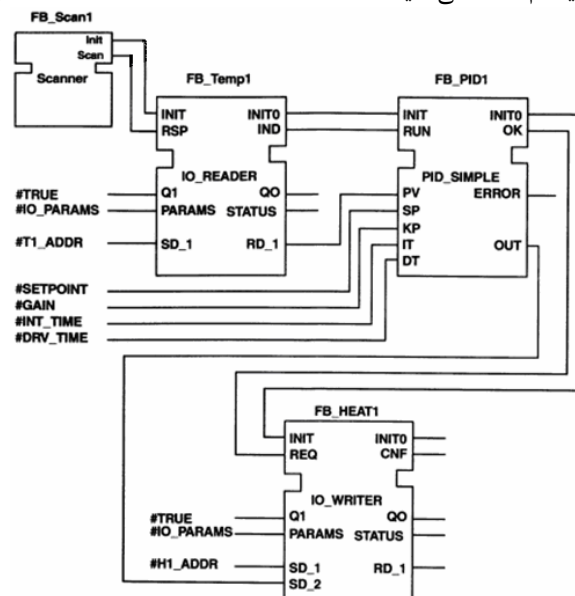 FB_Scan1
Init
Scan
Scanner
FB_Temp1
INIT INIT0
RSP IND
IO_READER
#TRUE Q1 QO
#IO_PARAMS PARAMS STATUS
#T1_ADDR SD_1 RD_1
FB_PID1
INIT INIT0
RUN OK
PID_SIMPLE
PV ERROR
SP
KP
IT OUT
DT
#SETPOINT
#GAIN
#INT_TIME
#DRV_TIME
FB_HEAT1
INIT INIT0
REQ CNF
IO_WRITER
#TRUE Q1 QO
#IO_PARAMS PARAMS STATUS
#H1_ADDR SD_1 RD_1
SD_2